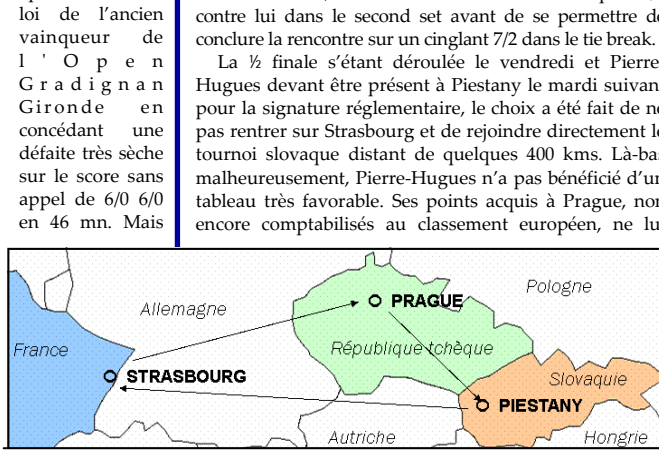 loi de l'ancien
vainqueur de
l ' O p e n
G r a d i g n a n
G i r o n d e en
concédant une
défaite très sèche
sur le score sans
appel de 6/0 6/0
en 46 mn. Mais
contre lui dans le second set avant de se permettre de
conclure la rencontre sur un cinglant 7/2 dans le tie break.
La ½ finale s'étant déroulée le vendredi et Pierre-
Hugues devant être présent à Piestany le mardi suivant
pour la signature réglementaire, le choix a été fait de ne
pas rentrer sur Strasbourg et de rejoindre directement le
tournoi slovaque distant de quelques 400 kms. Là-bas
malheureusement, Pierre-Hugues n'a pas bénéficié d'un
tableau très favorable. Ses points acquis à Prague, non
encore comptabilisés au classement européen, ne lui
Allemagne
PRAGUE
Pologne
France
République tchèque
STRASBOURG
Slovaquie
PIESTANY
Autriche
Hongrie